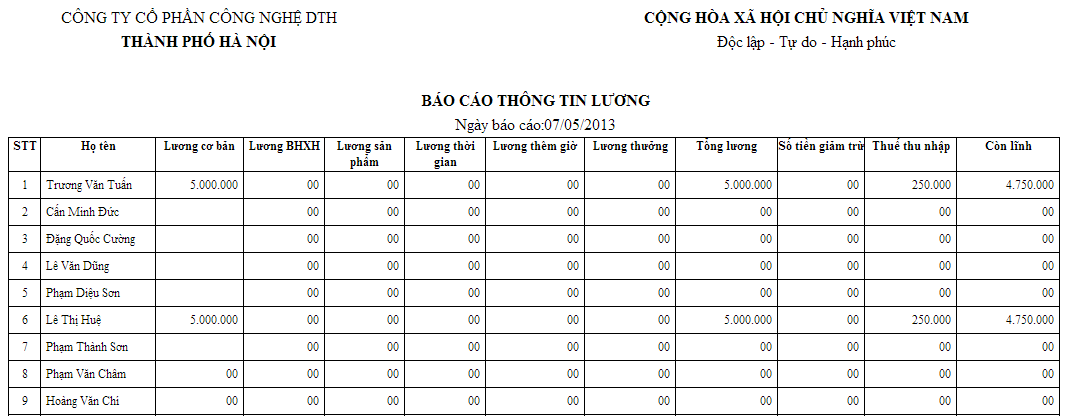 CÔNG TY CỔ PHẦN CÔNG NGHỆ DTH
CỘNG HÒA XÃ HỘI CHỦ NGHĨA VIỆT NAM
THÀNH PHỐ HÀ NỘI
Độc lập - Tự do - Hạnh phúc
BÁO CÁO THÔNG TIN LƯƠNG
Ngày báo cáo:07/05/2013
STT Họ tên Lương cơ bản Lương BHXH Lương sản phẩm Lương thời gian Lương thêm giờ Lương thưởng Tổng lương Số tiền giảm trừ Thuế thu nhập Còn lĩnh
1 Trương Văn Tuấn 5.000.000 00 00 00 00 00 5.000.000 00 250.000 4.750.000
2 Cấn Minh Đức 00 00 00 00 00 00 00 00 00
3 Đặng Quốc Cường 00 00 00 00 00 00 00 00 00
4 Lê Văn Dũng 00 00 00 00 00 00 00 00 00
5 Phạm Diệu Sơn 00 00 00 00 00 00 00 00 00
6 Lê Thị Huệ 5.000.000 00 00 00 00 00 5.000.000 00 250.000 4.750.000
7 Phạm Thành Sơn 00 00 00 00 00 00 00 00 00
8 Phạm Văn Châm 00 00 00 00 00 00 00 00 00 00
9 Hoàng Văn Chi 00 00 00 00 00 00 00 00 00 00